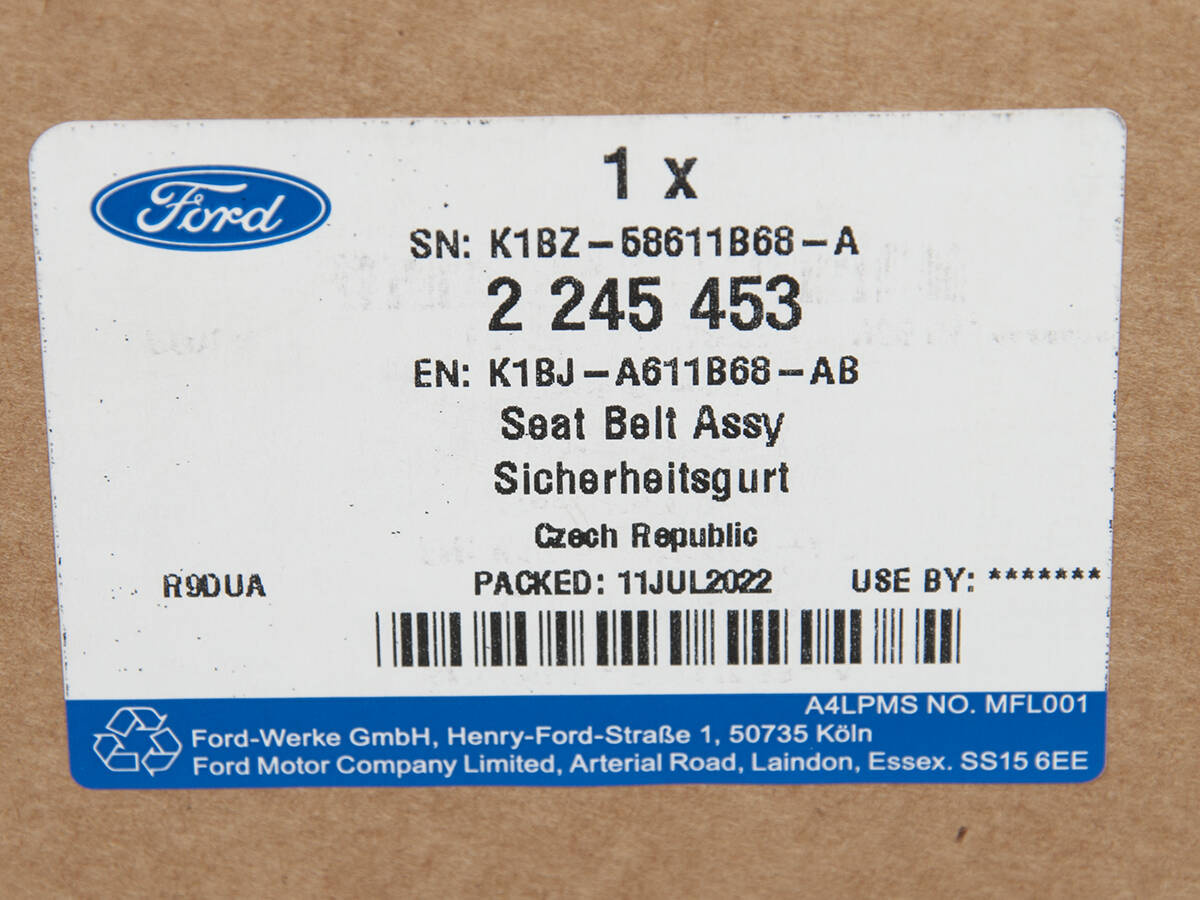 Ford
1 x
SN: K1BZ-58611B68-A
2 245 453
EN: K1BJ-A611B68-AB
Seat Belt Assy
Sicherheitsgurt
Czech Republic
R9DUA PACKED: 11JUL2022 USE BY: *******
A4LPMS NO. MFL001
Ford-Werke GmbH, Henry-Ford-Straße 1, 50735 Köln
Ford Motor Company Limited, Arterial Road, Laindon, Essex. SS15 6EE